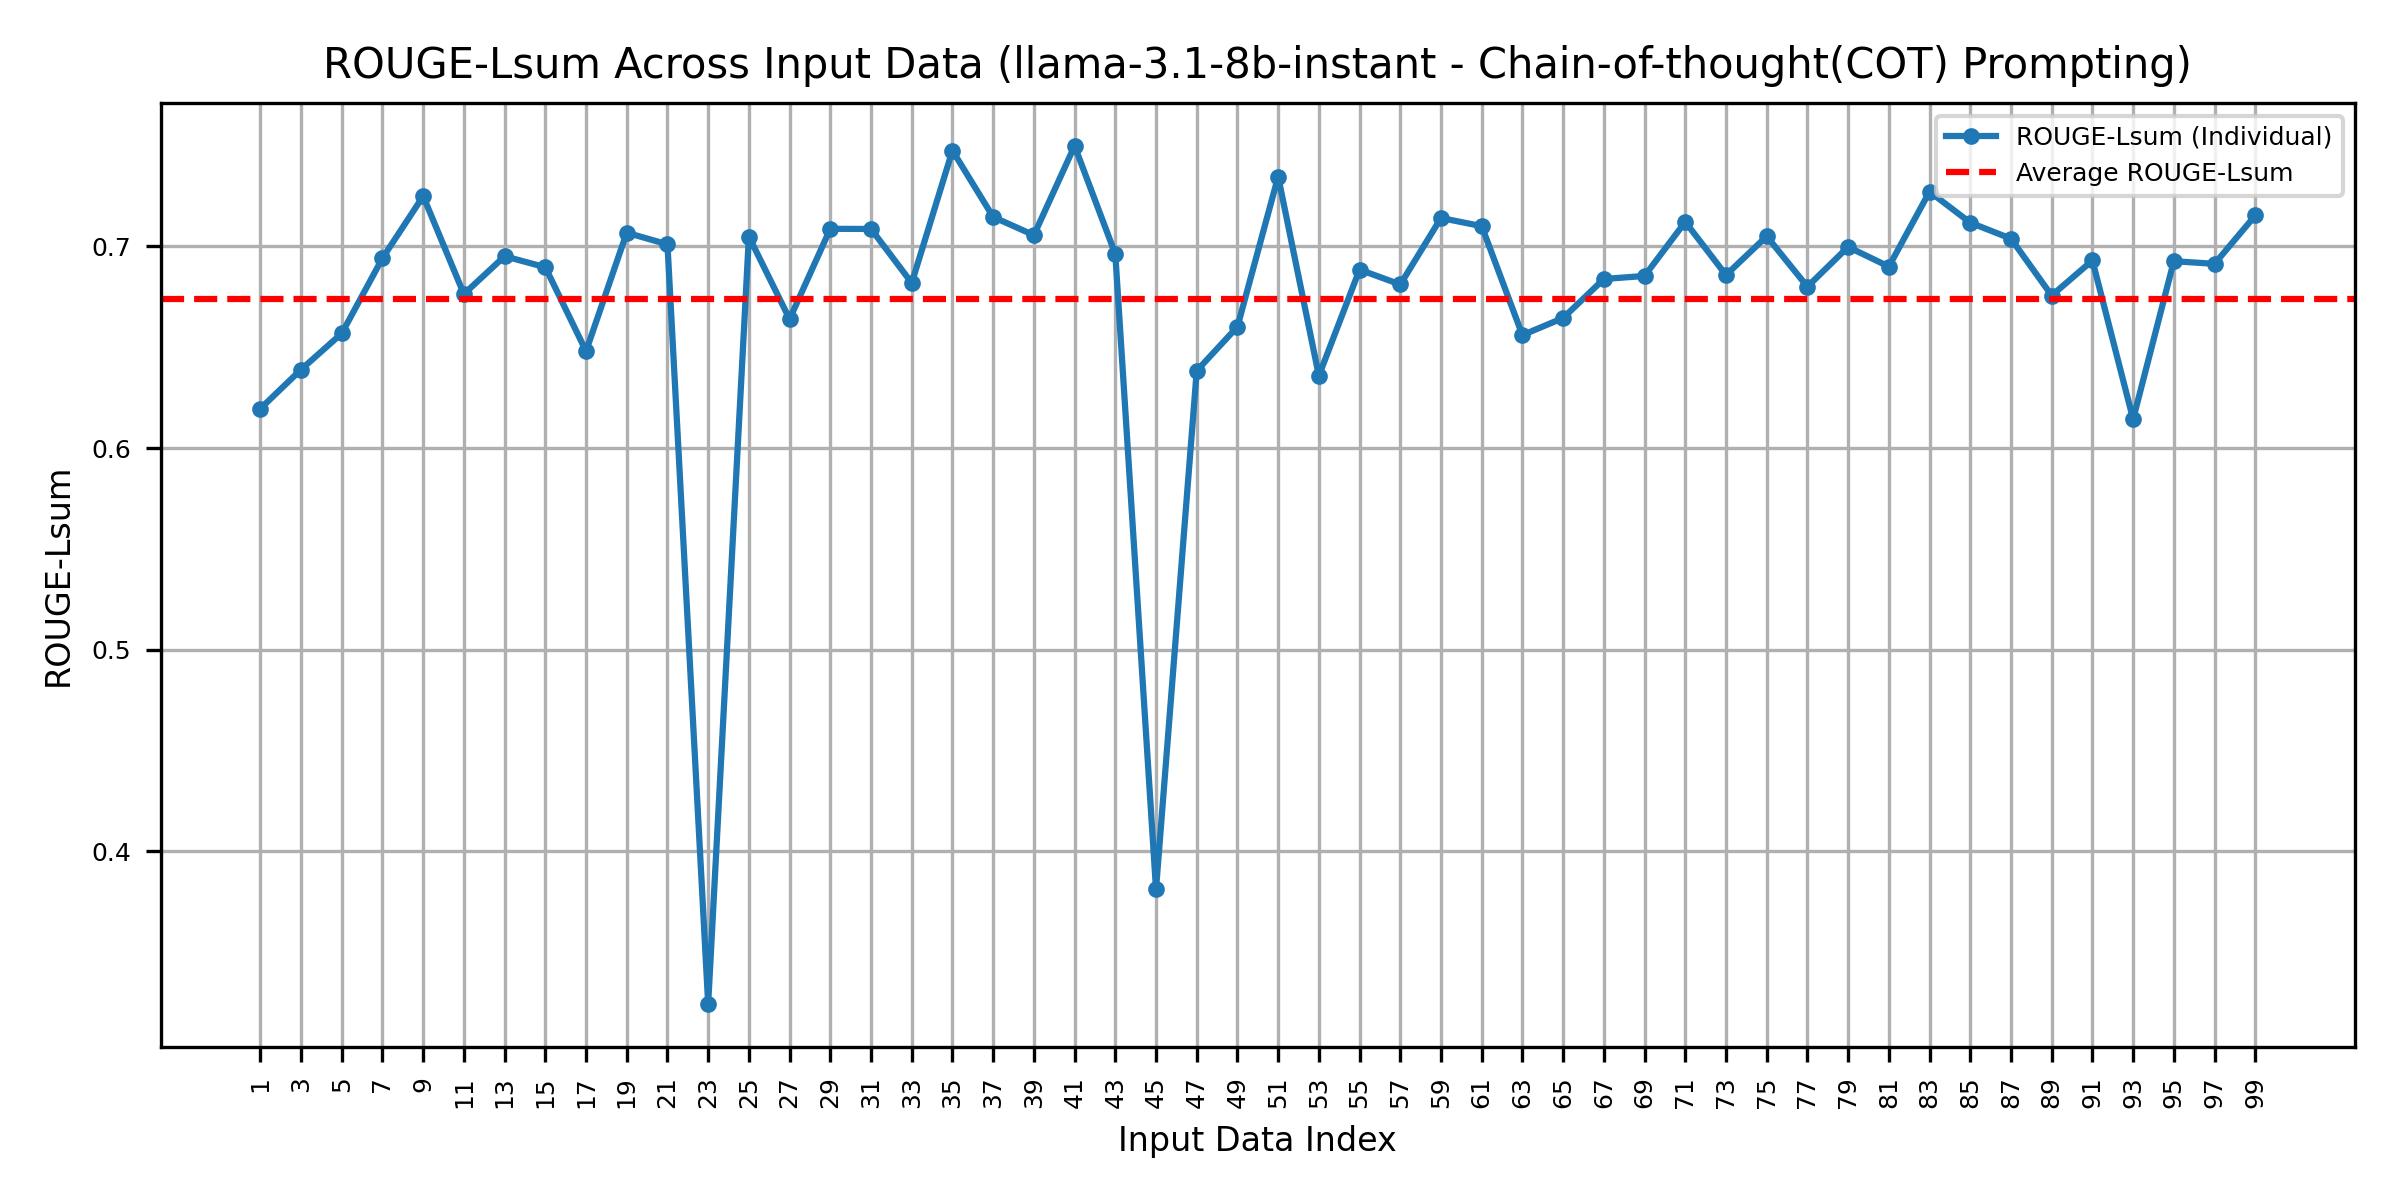 ROUGE-Lsum Across Input Data (llama-3.1-8b-instant - Chain-of-thought(COT) Prompting)
ROUGE-Lsum (Individual)
Average ROUGE-Lsum
ROUGE-Lsum
0.7
0.6
0.5
0.4
1 3 5 7 9 11 13 15 17 19 21 23 25 27 29 31 33 35 37 39 41 43 45 47 49 51 53 55 57 59 61 63 65 67 69 71 73 75 77 79 81 83 85 87 89 91 93 95 97 99
Input Data Index